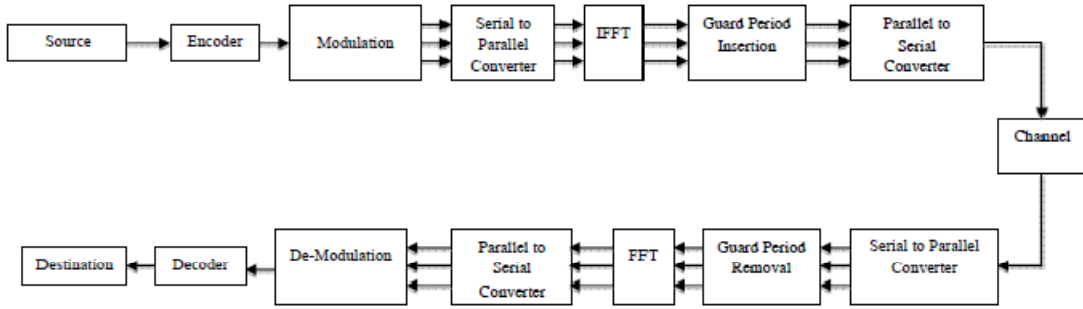 Source
Encoder
Modulation
Serial to
Parallel
Converter
IFFT
Guard Period
Insertion
Parallel to
Serial
Converter
Channel
Serial to Parallel
Converter
Guard Period
Removal
FFT
Parallel to
Serial
Converter
De-Modulation
Decoder
Destination